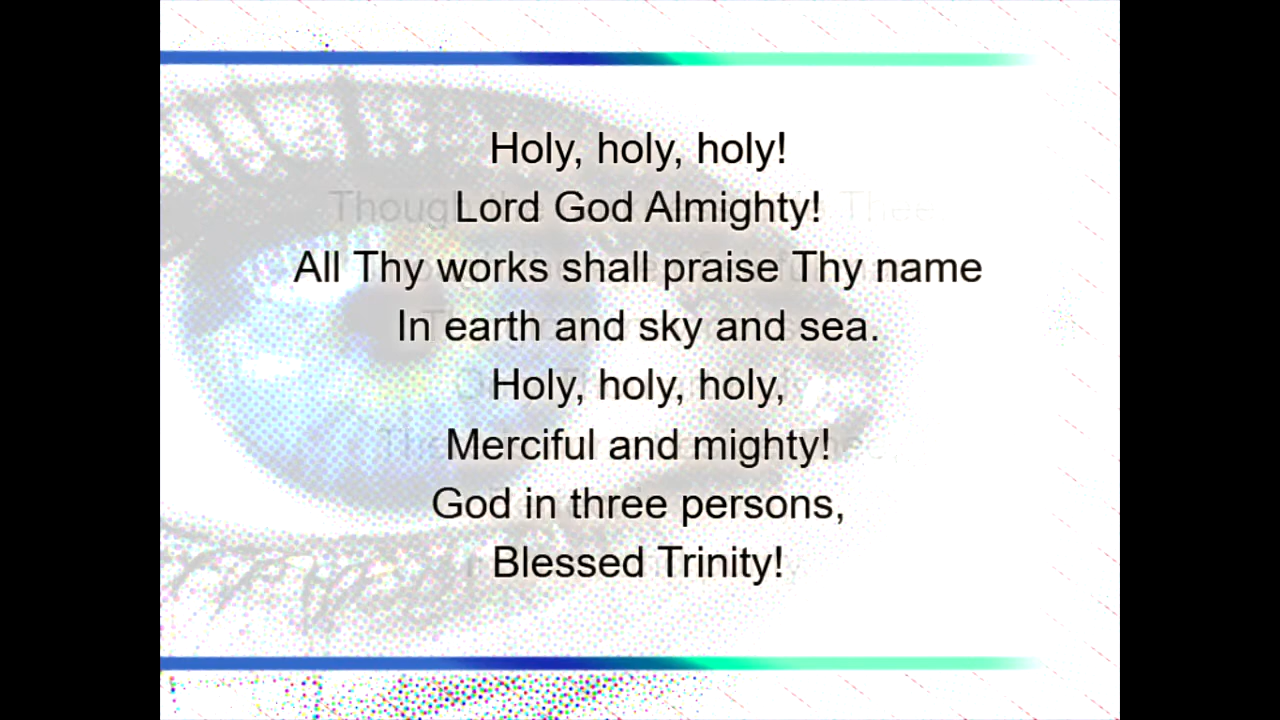 Holy, holy, holy!
Lord God Almighty!
All Thy works shall praise Thy name
In earth and sky and sea.
Holy, holy, holy,
Merciful and mighty!
God in three persons,
Blessed Trinity!